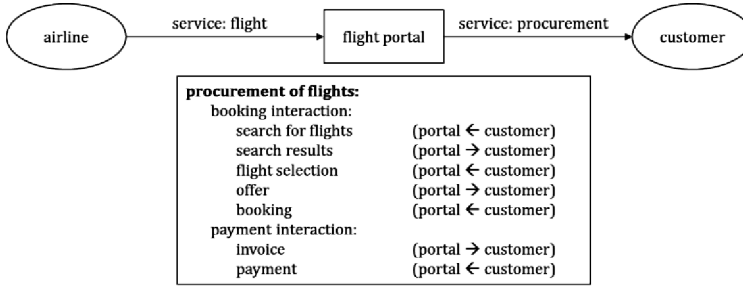 airline
service: flight
flight portal
service: procurement
customer
procurement of flights:
booking interaction:
search for flights (portal ← customer)
search results (portal → customer)
flight selection (portal ← customer)
offer (portal → customer)
booking (portal ← customer)
payment interaction:
invoice (portal → customer)
payment (portal ← customer)